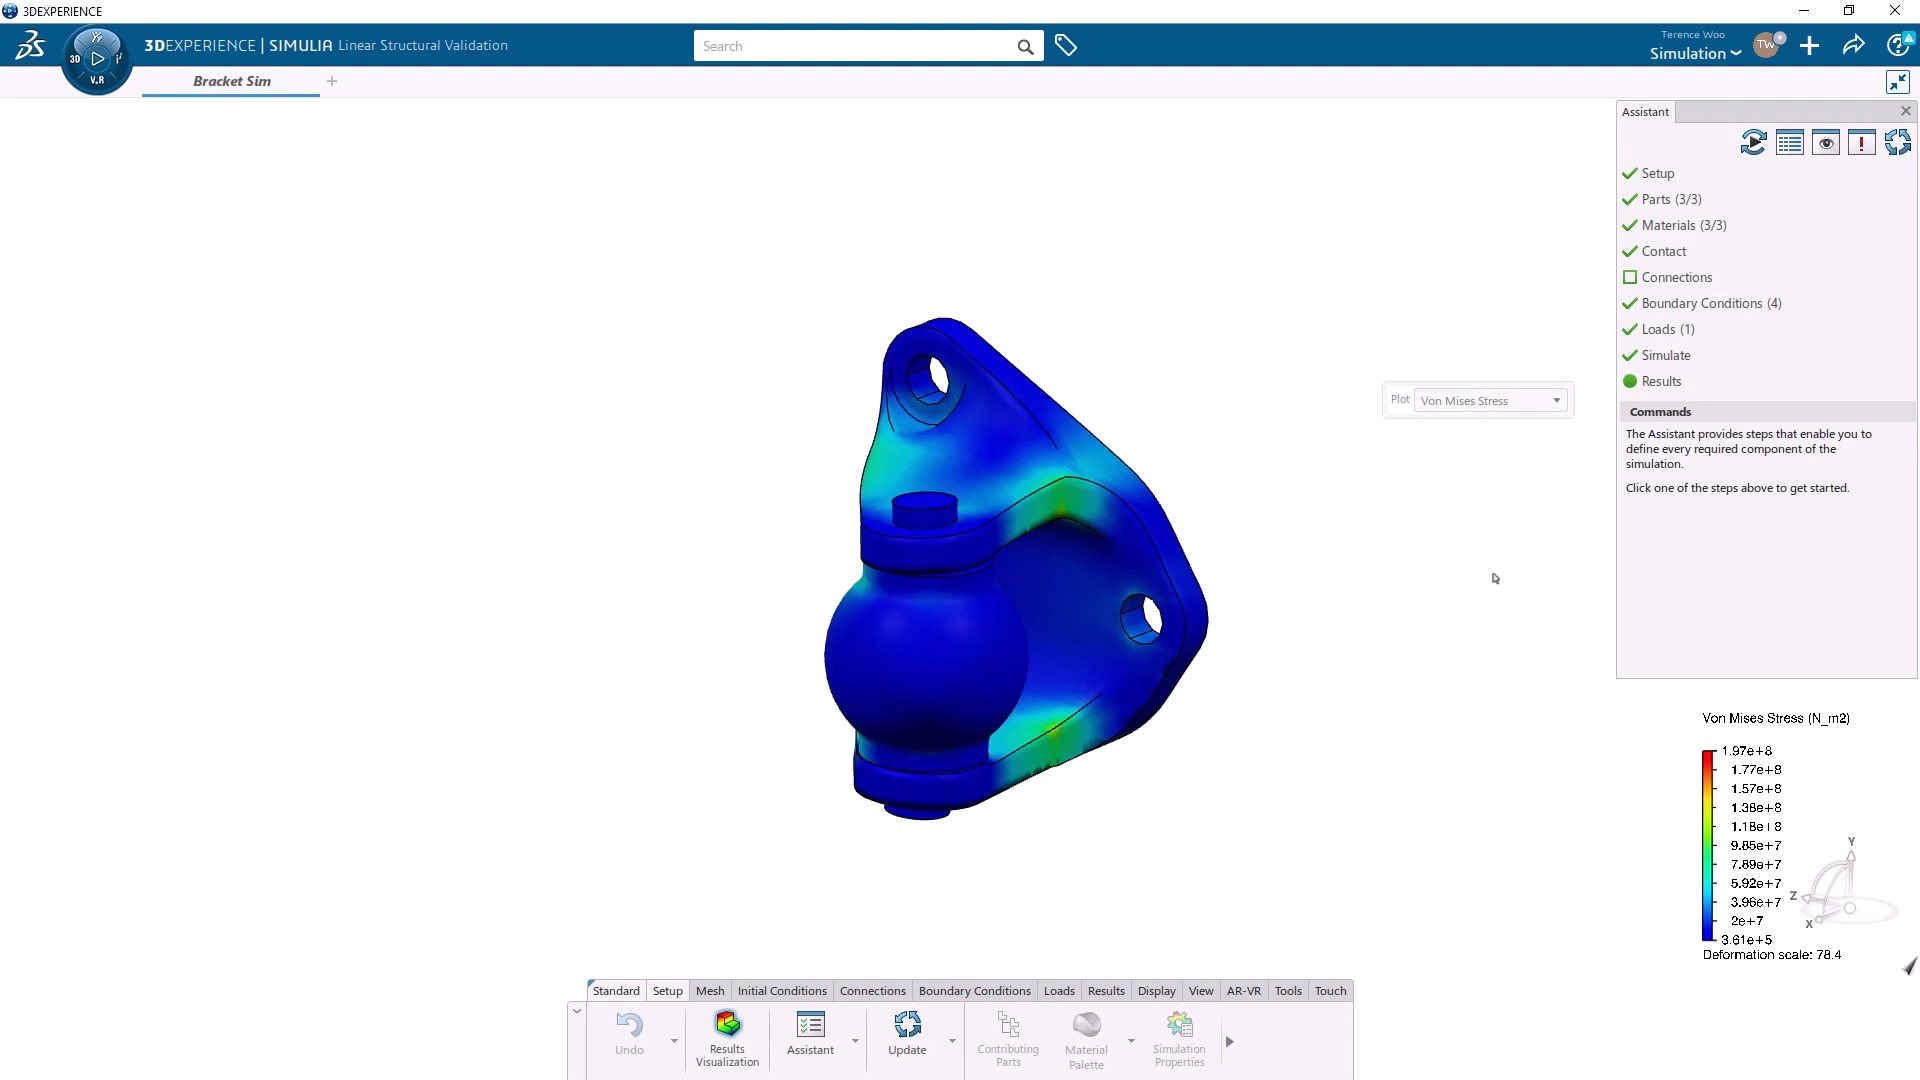 3DEXPERIENCE
3DEXPERIENCE | SIMULIA Linear Structural Validation
Search
Terence Woo
Simulation
TW
3D
V.R
Bracket Sim
Assistant
Setup
Parts (3/3)
Materials (3/3)
Contact
Connections
Boundary Conditions (4)
Loads (1)
Simulate
Results
Commands
The Assistant provides steps that enable you to
define every required component of the
simulation.
Click one of the steps above to get started.
Plot Von Mises Stress
Von Mises Stress (N_m2)
1.97e+8
1.77e+8
1.57e+8
1.38e+8
1.18e+8
9.85e+7
7.89e+7
5.92e+7
3.96e+7
2e+7
3.61e+5
Deformation scale: 78.4
Y
Z
X
Standard Setup Mesh Initial Conditions Connections Boundary Conditions Loads Results Display View AR-VR Tools Touch
Undo
Results
Visualization
Assistant
Update
Contributing
Parts
Material
Palette
Simulation
Properties